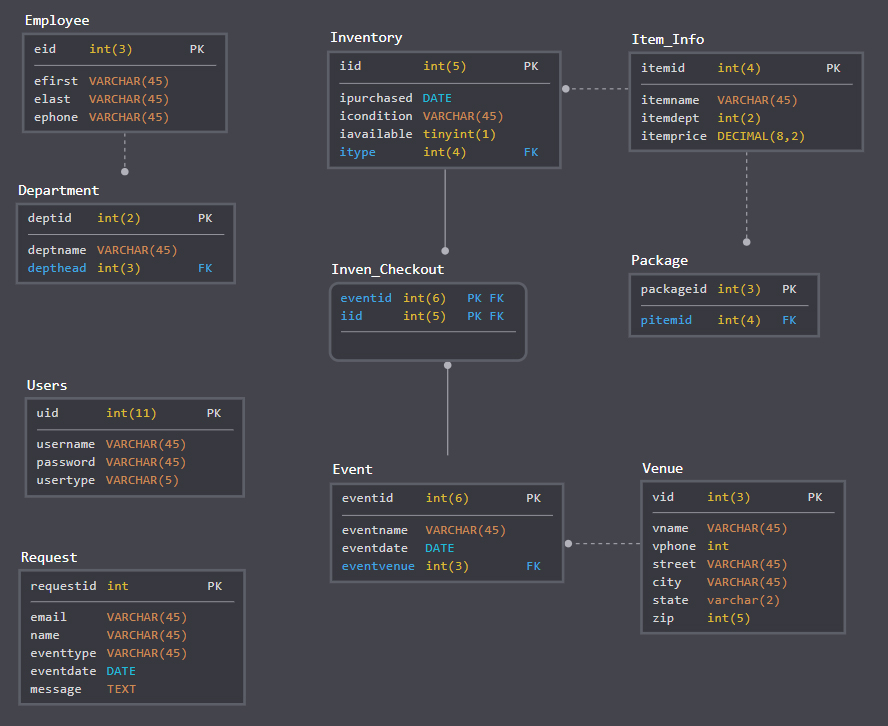 Employee
eid int(3) PK
efirst VARCHAR(45)
elast VARCHAR(45)
ephone VARCHAR(45)
Department
deptid int(2) PK
deptname VARCHAR(45)
depthead int(3) FK
Users
uid int(11) PK
username VARCHAR(45)
password VARCHAR(45)
usertype VARCHAR(5)
Request
requestid int PK
email VARCHAR(45)
name VARCHAR(45)
eventtype VARCHAR(45)
eventdate DATE
message TEXT
Inventory
iid int(5) PK
ipurchased DATE
icondition VARCHAR(45)
iavailable tinyint(1)
itype int(4) FK
Inven_Checkout
eventid int(6) PK FK
iid int(5) PK FK
Event
eventid int(6) PK
eventname VARCHAR(45)
eventdate DATE
eventvenue int(3) FK
Item_Info
itemid int(4) PK
itemname VARCHAR(45)
itemdept int(2)
itemprice DECIMAL(8,2)
Package
packageid int(3) PK
pitemid int(4) FK
Venue
vid int(3) PK
vname VARCHAR(45)
vphone int
street VARCHAR(45)
city VARCHAR(45)
state varchar(2)
zip int(5)